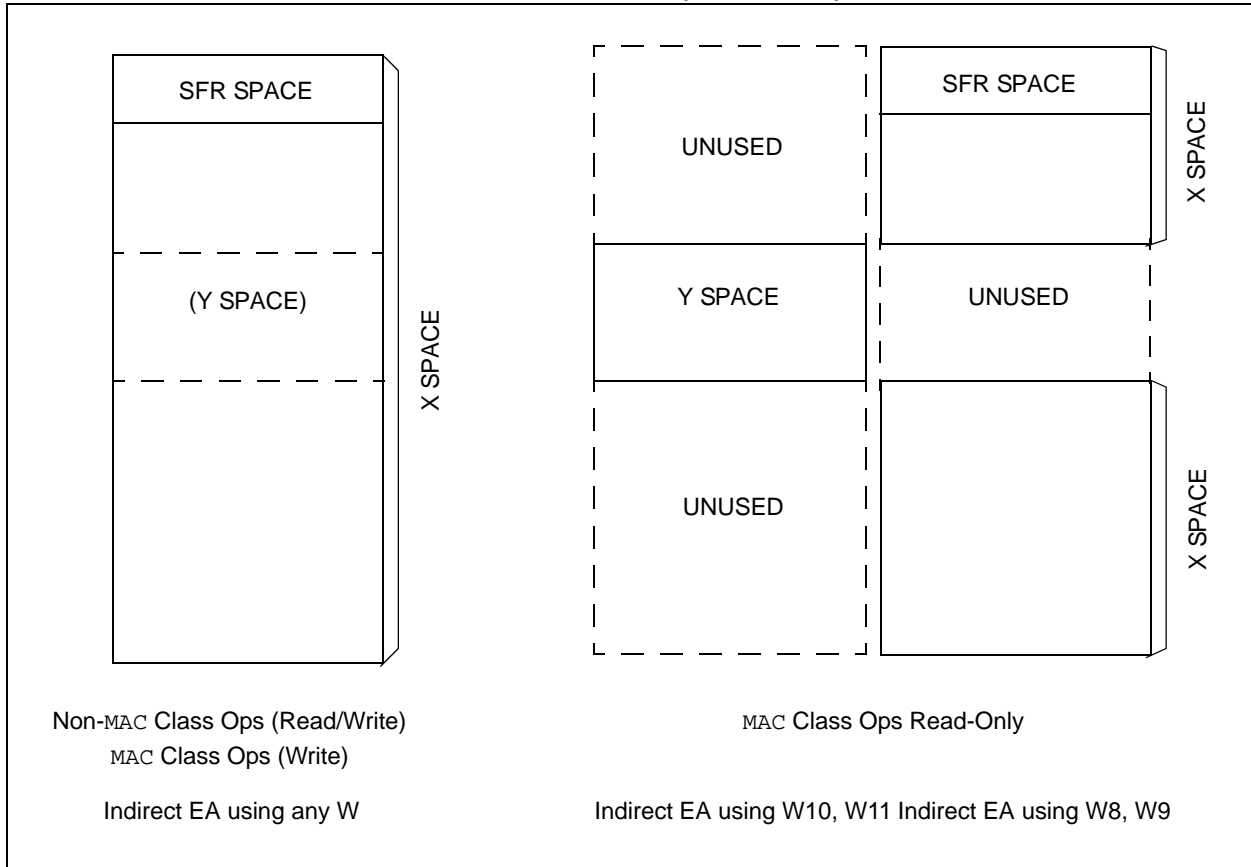 SFR SPACE
(Y SPACE)
X SPACE
Non-MAC Class Ops (Read/Write)
MAC Class Ops (Write)
Indirect EA using any W
UNUSED
Y SPACE
UNUSED
SFR SPACE
X SPACE
UNUSED
X SPACE
MAC Class Ops Read-Only
Indirect EA using W10, W11 Indirect EA using W8, W9